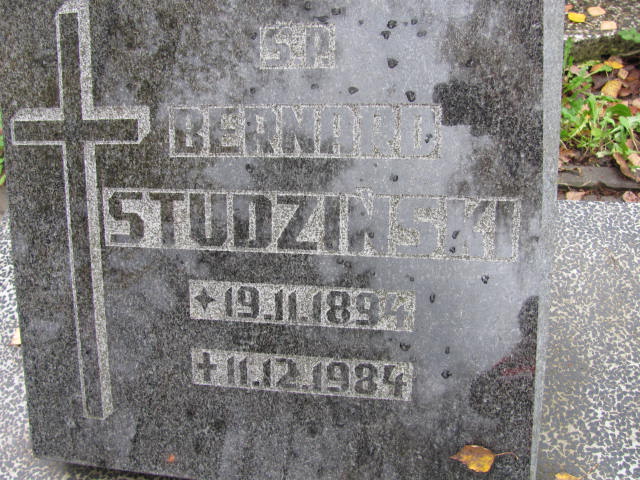 Ś.P.
BERNARD
STUDZIŃSKI
✦19.11.1894
✝11.12.1984